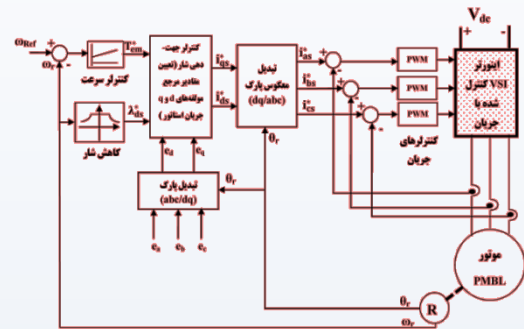 V_dc
+ -
ω_Ref
+
ω_r
-
T*_em
کنترلر سرعت
λ*_ds
کاهش شار
کنترلر جهت-
دهی شار (تعیین
مقادیر مرجع
مولفه‌های d و q
جریان استاتور)
i*_qs
i*_ds
تبدیل
معکوس پارک
(dq/abc)
i*_as
i*_bs
i*_cs
+
-
+
-
+
-
PWM
PWM
PWM
کنترلرهای
جریان
اینورتر
VSI کنترل
شده با
جریان
e_d
e_q
θ_r
θ_r
تبدیل پارک
(abc/dq)
e_a
e_b
e_c
موتور
PMBL
θ_r
R
ω_r